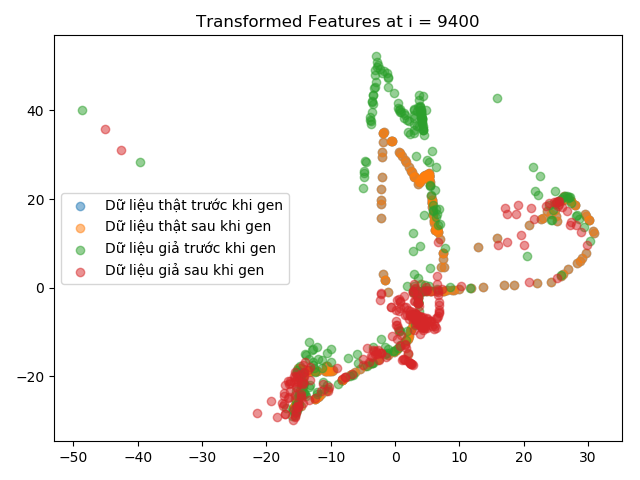 Transformed Features at i = 9400
40
20
0
−20
Dữ liệu thật trước khi gen
Dữ liệu thật sau khi gen
Dữ liệu giả trước khi gen
Dữ liệu giả sau khi gen
−50 −40 −30 −20 −10 0 10 20 30